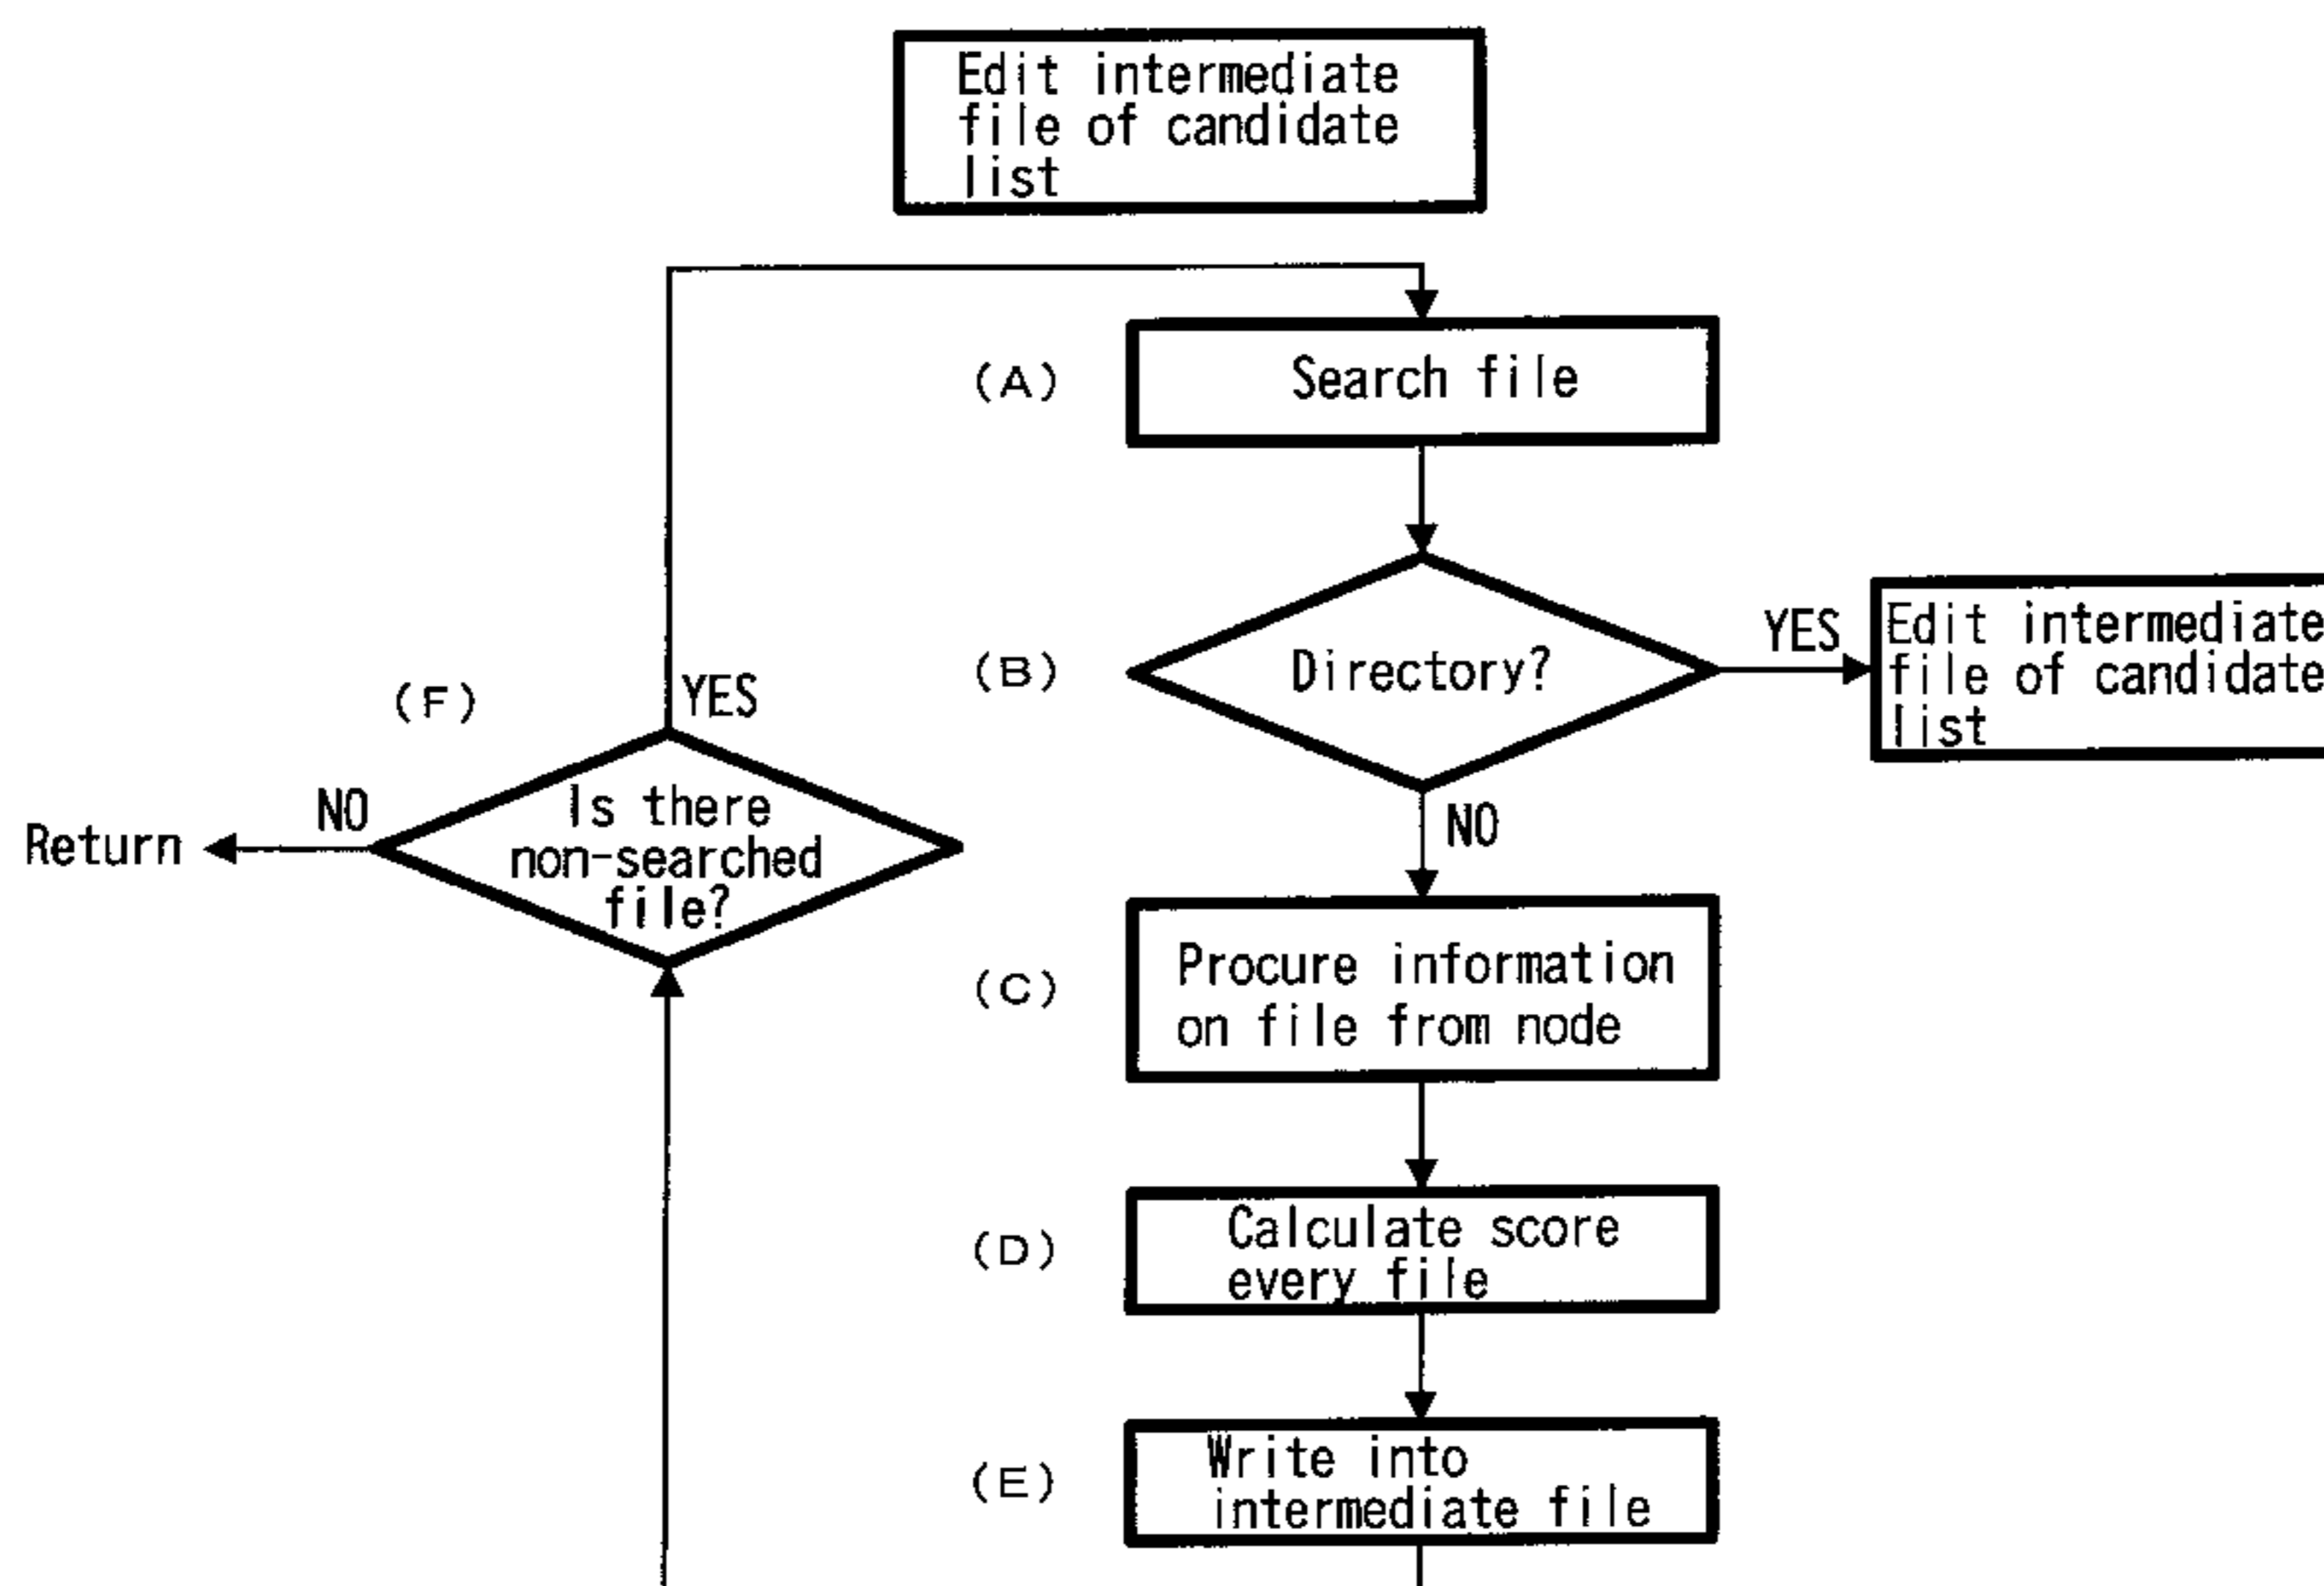 Edit intermediate
file of candidate
list
(A)
Search file
(B)
Directory?
YES
Edit intermediate
file of candidate
list
(F)
YES
NO
Is there
non-searched
file?
Return
NO
(C)
Procure information
on file from node
(D)
Calculate score
every file
(E)
Write into
intermediate file